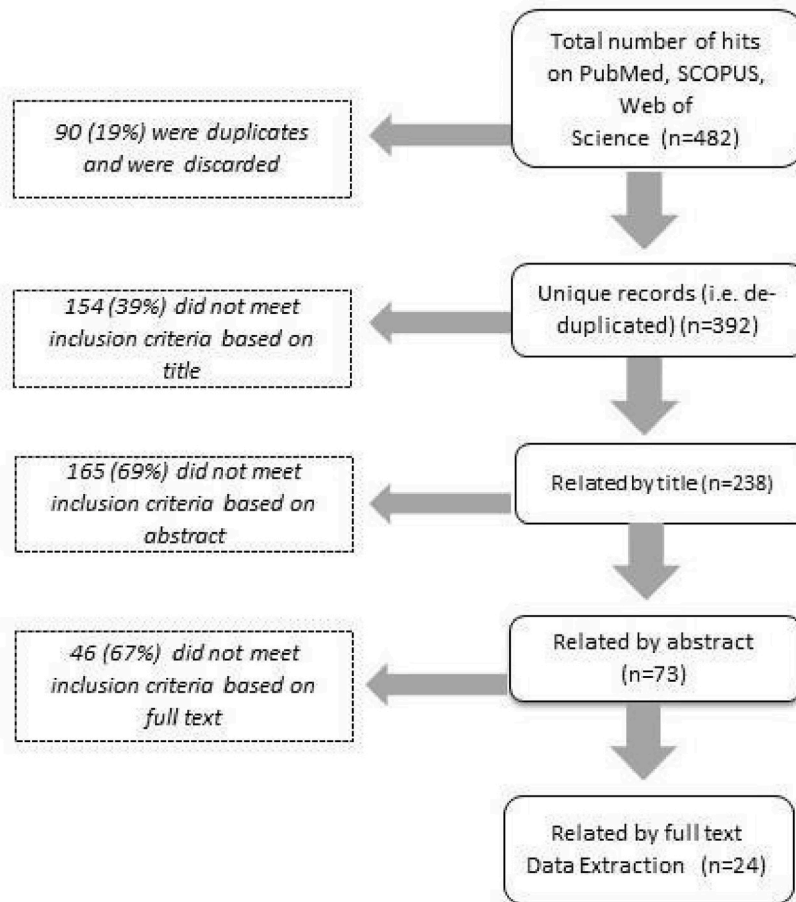 Total number of hits
on PubMed, SCOPUS,
Web of
Science (n=482)
90 (19%) were duplicates
and were discarded
Unique records (i.e. de-
duplicated) (n=392)
154 (39%) did not meet
inclusion criteria based on
title
Related by title (n=238)
165 (69%) did not meet
inclusion criteria based on
abstract
Related by abstract
(n=73)
46 (67%) did not meet
inclusion criteria based on
full text
Related by full text
Data Extraction (n=24)